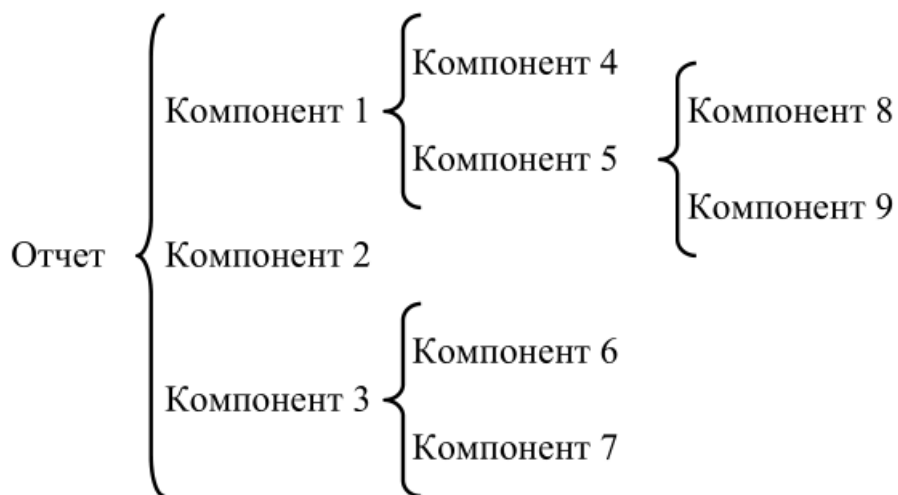 Компонент 4
Компонент 1
Компонент 8
Компонент 5
Компонент 9
Отчет
Компонент 2
Компонент 6
Компонент 3
Компонент 7